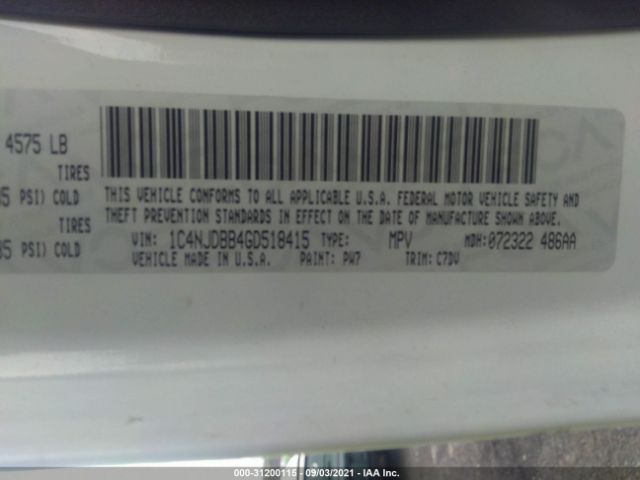 4575 LB
TIRES
PSI) COLD
TIRES
PSI) COLD
THIS VEHICLE CONFORMS TO ALL APPLICABLE U.S.A. FEDERAL MOTOR VEHICLE SAFETY AND
THEFT PREVENTION STANDARDS IN EFFECT ON THE DATE OF MANUFACTURE SHOWN ABOVE.
VIN: 1C4NJDBB4GD518415 TYPE: MPV MDH: 072322 486AA
VEHICLE MADE IN U.S.A. PAINT: PW7 TRIM: C7DV
000-31200115 - 09/03/2021 - IAA Inc.